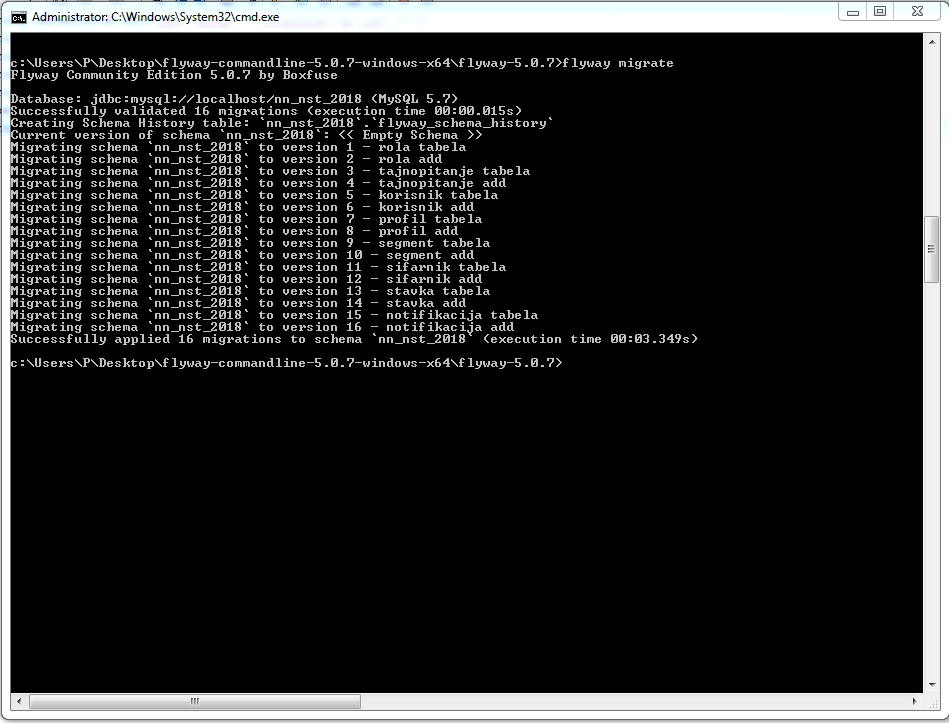 Administrator: C:\Windows\System32\cmd.exe
c:\Users\P\Desktop\flyway-commandline-5.0.7-windows-x64\flyway-5.0.7>flyway migrate
Flyway Community Edition 5.0.7 by Boxfuse
Database: jdbc:mysql://localhost/nn_nst_2018 (MySQL 5.7)
Successfully validated 16 migrations (execution time 00:00.015s)
Creating Schema History table: `nn_nst_2018`.`flyway_schema_history`
Current version of schema `nn_nst_2018`: << Empty Schema >>
Migrating schema `nn_nst_2018` to version 1 - rola tabela
Migrating schema `nn_nst_2018` to version 2 - rola add
Migrating schema `nn_nst_2018` to version 3 - tajnopitanje tabela
Migrating schema `nn_nst_2018` to version 4 - tajnopitanje add
Migrating schema `nn_nst_2018` to version 5 - korisnik tabela
Migrating schema `nn_nst_2018` to version 6 - korisnik add
Migrating schema `nn_nst_2018` to version 7 - profil tabela
Migrating schema `nn_nst_2018` to version 8 - profil add
Migrating schema `nn_nst_2018` to version 9 - segment tabela
Migrating schema `nn_nst_2018` to version 10 - segment add
Migrating schema `nn_nst_2018` to version 11 - sifarnik tabela
Migrating schema `nn_nst_2018` to version 12 - sifarnik add
Migrating schema `nn_nst_2018` to version 13 - stavka tabela
Migrating schema `nn_nst_2018` to version 14 - stavka add
Migrating schema `nn_nst_2018` to version 15 - notifikacija tabela
Migrating schema `nn_nst_2018` to version 16 - notifikacija add
Successfully applied 16 migrations to schema `nn_nst_2018` (execution time 00:03.349s)
c:\Users\P\Desktop\flyway-commandline-5.0.7-windows-x64\flyway-5.0.7>